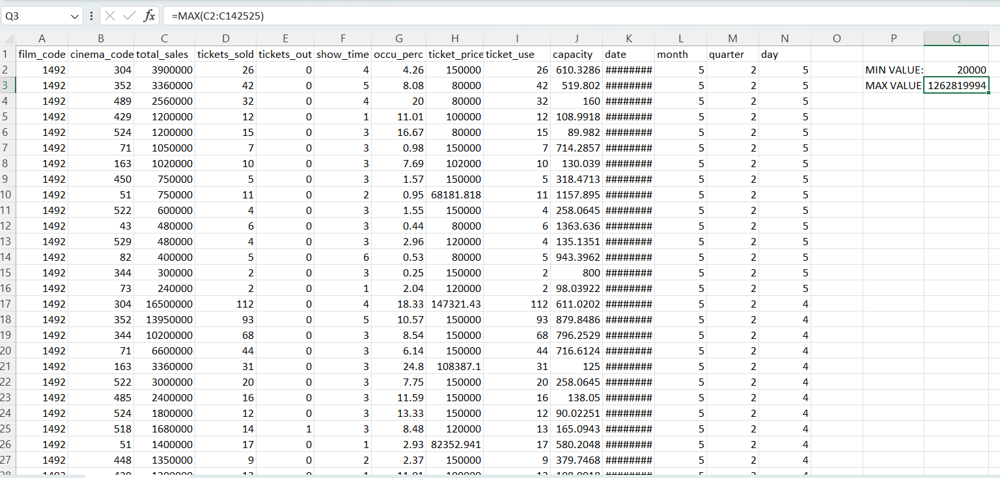 Q3 fx =MAX(C2:C142525)
A B C D E F G H I J K L M N O P Q
1 film_code cinema_code total_sales tickets_sold tickets_out show_time occu_perc ticket_price ticket_use capacity date month quarter day
2 1492 304 3900000 26 0 4 4.26 150000 26 610.3286 ######## 5 2 5 MIN VALUE: 20000
3 1492 352 3360000 42 0 5 8.08 80000 42 519.802 ######## 5 2 5 MAX VALUE 1262819994
4 1492 489 2560000 32 0 4 20 80000 32 160 ######## 5 2 5
5 1492 429 1200000 12 0 1 11.01 100000 12 108.9918 ######## 5 2 5
6 1492 524 1200000 15 0 3 16.67 80000 15 89.982 ######## 5 2 5
7 1492 71 1050000 7 0 3 0.98 150000 7 714.2857 ######## 5 2 5
8 1492 163 1020000 10 0 3 7.69 102000 10 130.039 ######## 5 2 5
9 1492 450 750000 5 0 3 1.57 150000 5 318.4713 ######## 5 2 5
10 1492 51 750000 11 0 2 0.95 68181.818 11 1157.895 ######## 5 2 5
11 1492 522 600000 4 0 3 1.55 150000 4 258.0645 ######## 5 2 5
12 1492 43 480000 6 0 3 0.44 80000 6 1363.636 ######## 5 2 5
13 1492 529 480000 4 0 3 2.96 120000 4 135.1351 ######## 5 2 5
14 1492 82 400000 5 0 6 0.53 80000 5 943.3962 ######## 5 2 5
15 1492 344 300000 2 0 3 0.25 150000 2 800 ######## 5 2 5
16 1492 73 240000 2 0 1 2.04 120000 2 98.03922 ######## 5 2 5
17 1492 304 16500000 112 0 4 18.33 147321.43 112 611.0202 ######## 5 2 4
18 1492 352 13950000 93 0 5 10.57 150000 93 879.8486 ######## 5 2 4
19 1492 344 10200000 68 0 3 8.54 150000 68 796.2529 ######## 5 2 4
20 1492 71 6600000 44 0 3 6.14 150000 44 716.6124 ######## 5 2 4
21 1492 163 3360000 31 0 3 24.8 108387.1 31 125 ######## 5 2 4
22 1492 522 3000000 20 0 3 7.75 150000 20 258.0645 ######## 5 2 4
23 1492 485 2400000 16 0 3 11.59 150000 16 138.05 ######## 5 2 4
24 1492 524 1800000 12 0 3 13.33 150000 12 90.02251 ######## 5 2 4
25 1492 518 1680000 14 1 3 8.48 120000 13 165.0943 ######## 5 2 4
26 1492 51 1400000 17 0 1 2.93 82352.941 17 580.2048 ######## 5 2 4
27 1492 448 1350000 9 0 2 2.37 150000 9 379.7468 ######## 5 2 4